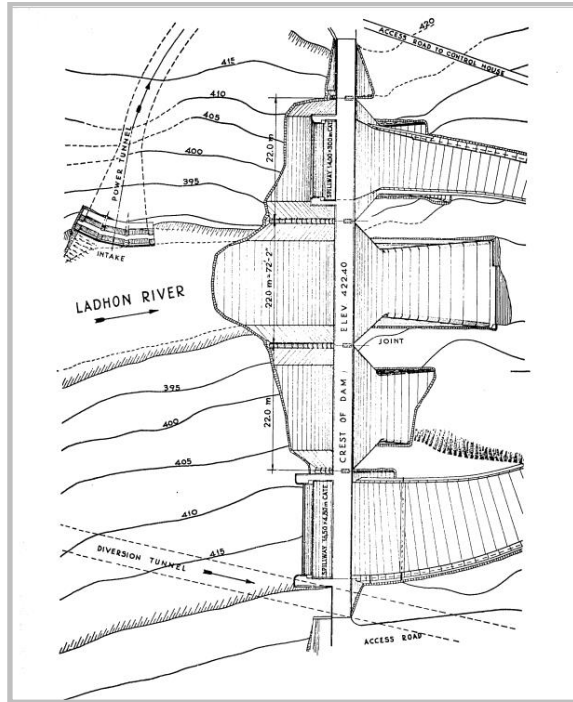 420
ACCESS ROAD TO CONTROL HOUSE
415
410
405
400
395
22.0 m
POWER TUNNEL
INTAKE
LADHON RIVER
22.0 m = 72'-2"
ELEV 422.40
JOINT
CREST OF DAM
395
400
405
22.0 m
410
415
DIVERSION TUNNEL
ACCESS ROAD
SPILLWAY
SPILLWAY